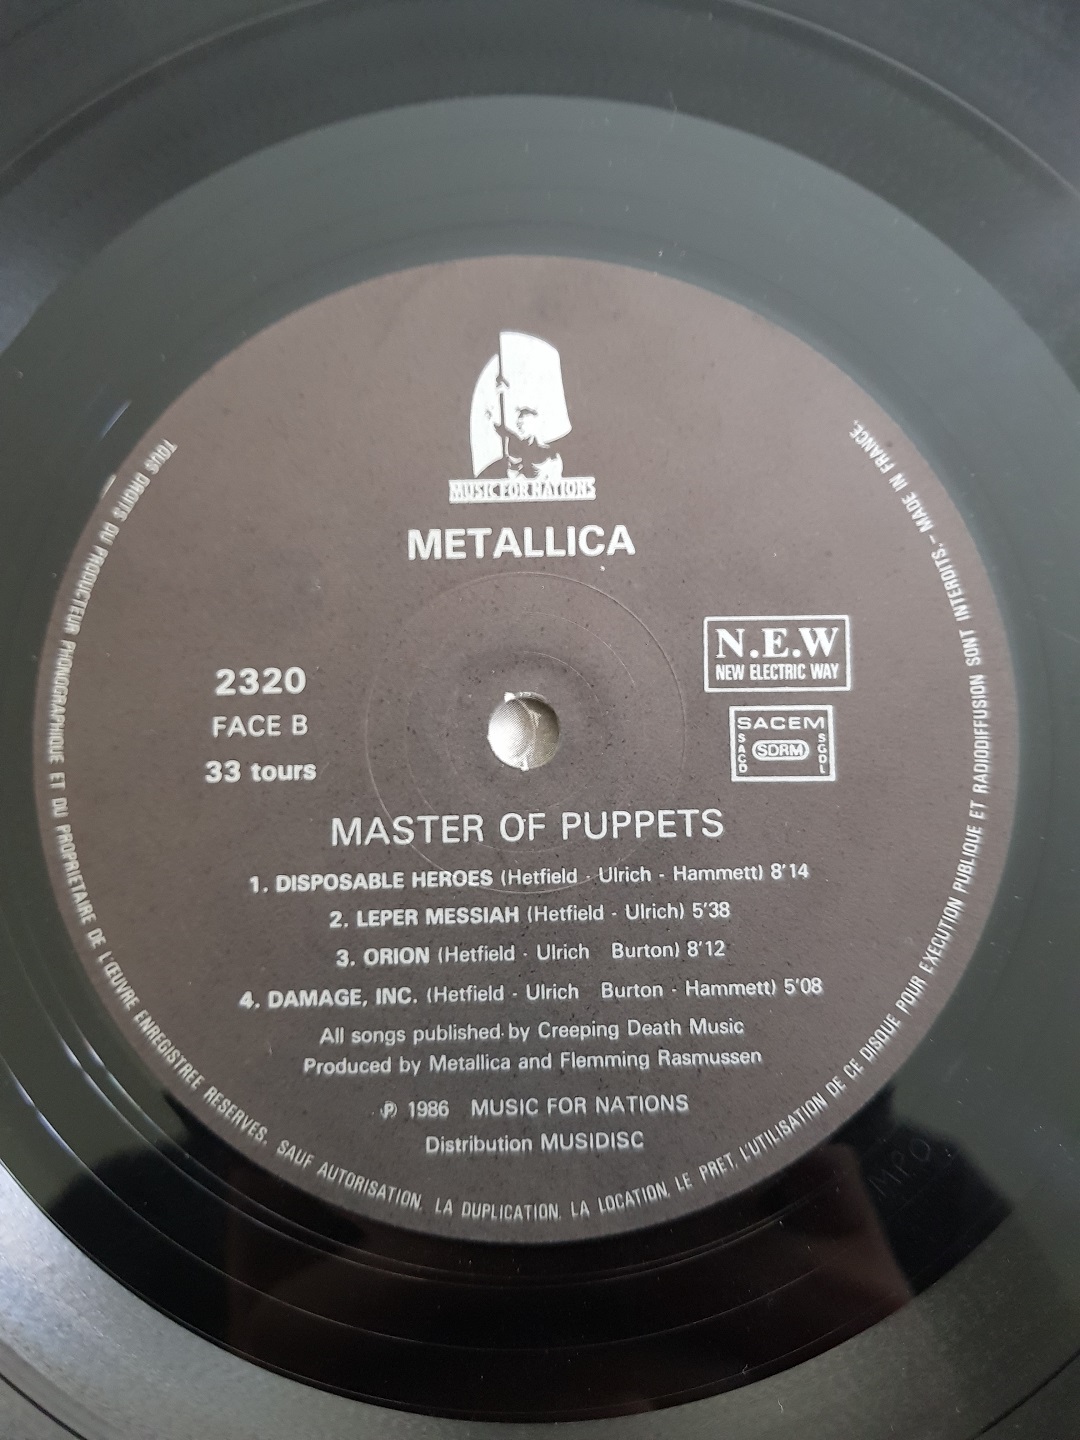 MUSIC FOR NATIONS
METALLICA
N.E.W
NEW ELECTRIC WAY
2320
FACE B
33 tours
SACEM
SACD
SDRM
SGDL
MASTER OF PUPPETS
1. DISPOSABLE HEROES (Hetfield - Ulrich - Hammett) 8'14
2. LEPER MESSIAH (Hetfield - Ulrich) 5'38
3. ORION (Hetfield - Ulrich Burton) 8'12
4. DAMAGE, INC. (Hetfield - Ulrich Burton - Hammett) 5'08
All songs published by Creeping Death Music
Produced by Metallica and Flemming Rasmussen
℗ 1986 MUSIC FOR NATIONS
Distribution MUSIDISC
TOUS DROITS DU PRODUCTEUR PHONOGRAPHIQUE ET DU PROPRIETAIRE DE L'ŒUVRE ENREGISTREE RESERVES. SAUF AUTORISATION, LA DUPLICATION, LA LOCATION, LE PRET, L'UTILISATION DE CE DISQUE POUR EXECUTION PUBLIQUE ET RADIODIFFUSION SONT INTERDITS. – MADE IN FRANCE.
MPO